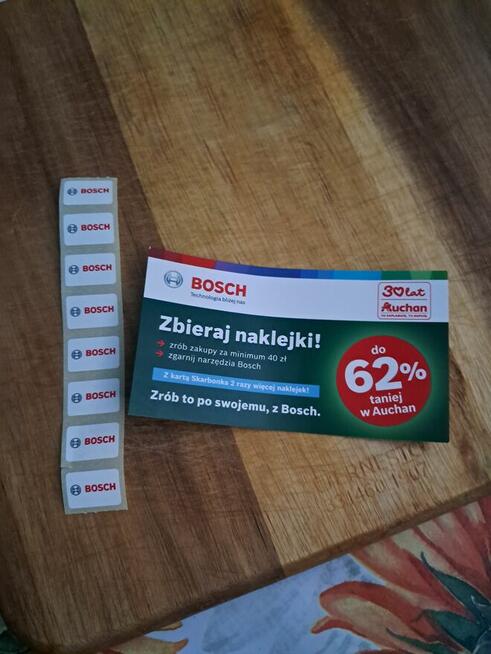 BOSCH
BOSCH
BOSCH
BOSCH
BOSCH
BOSCH
BOSCH
BOSCH
BOSCH
Technologia bliżej nas
30 lat
Auchan
Zbieraj naklejki!
zrób zakupy za minimum 40 zł
zgarnij narzędzia Bosch
Z kartą Skarbonka 2 razy więcej naklejek!
Zrób to po swojemu, z Bosch.
do
62%
taniej
w Auchan